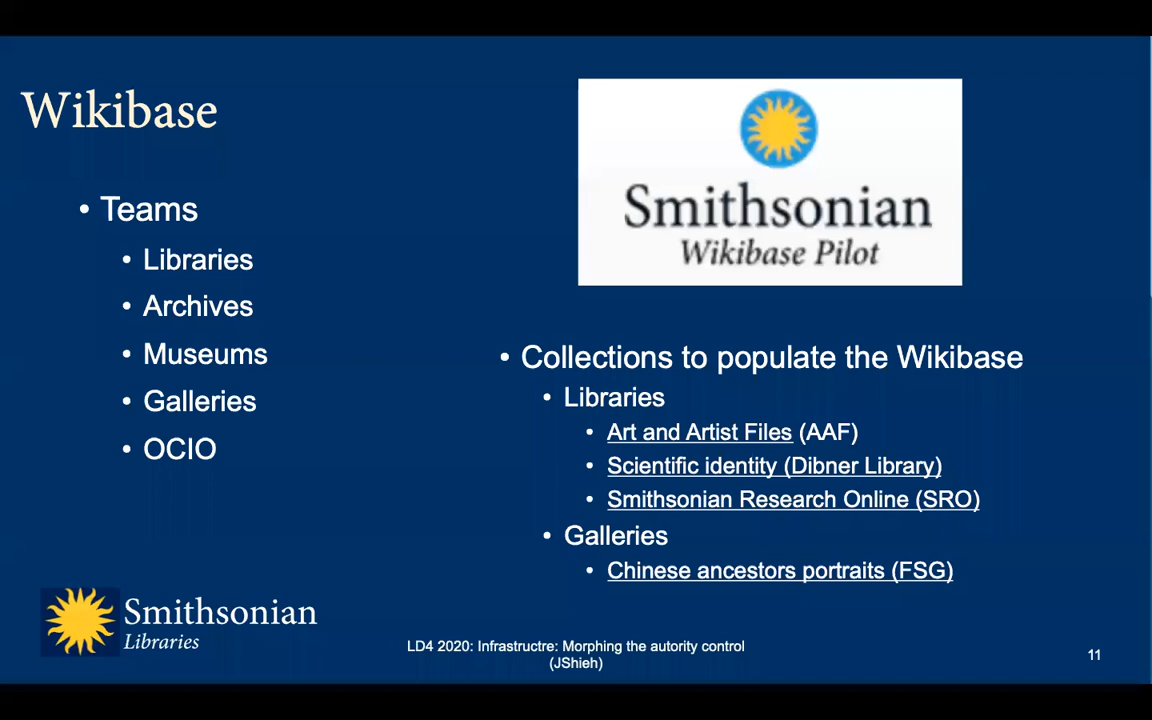 Wikibase
• Teams
• Libraries
• Archives
• Museums
• Galleries
• OCIO
Smithsonian
Wikibase Pilot
• Collections to populate the Wikibase
• Libraries
• Art and Artist Files (AAF)
• Scientific identity (Dibner Library)
• Smithsonian Research Online (SRO)
• Galleries
• Chinese ancestors portraits (FSG)
Smithsonian
Libraries
LD4 2020: Infrastructre: Morphing the autority control
(JShieh)
11